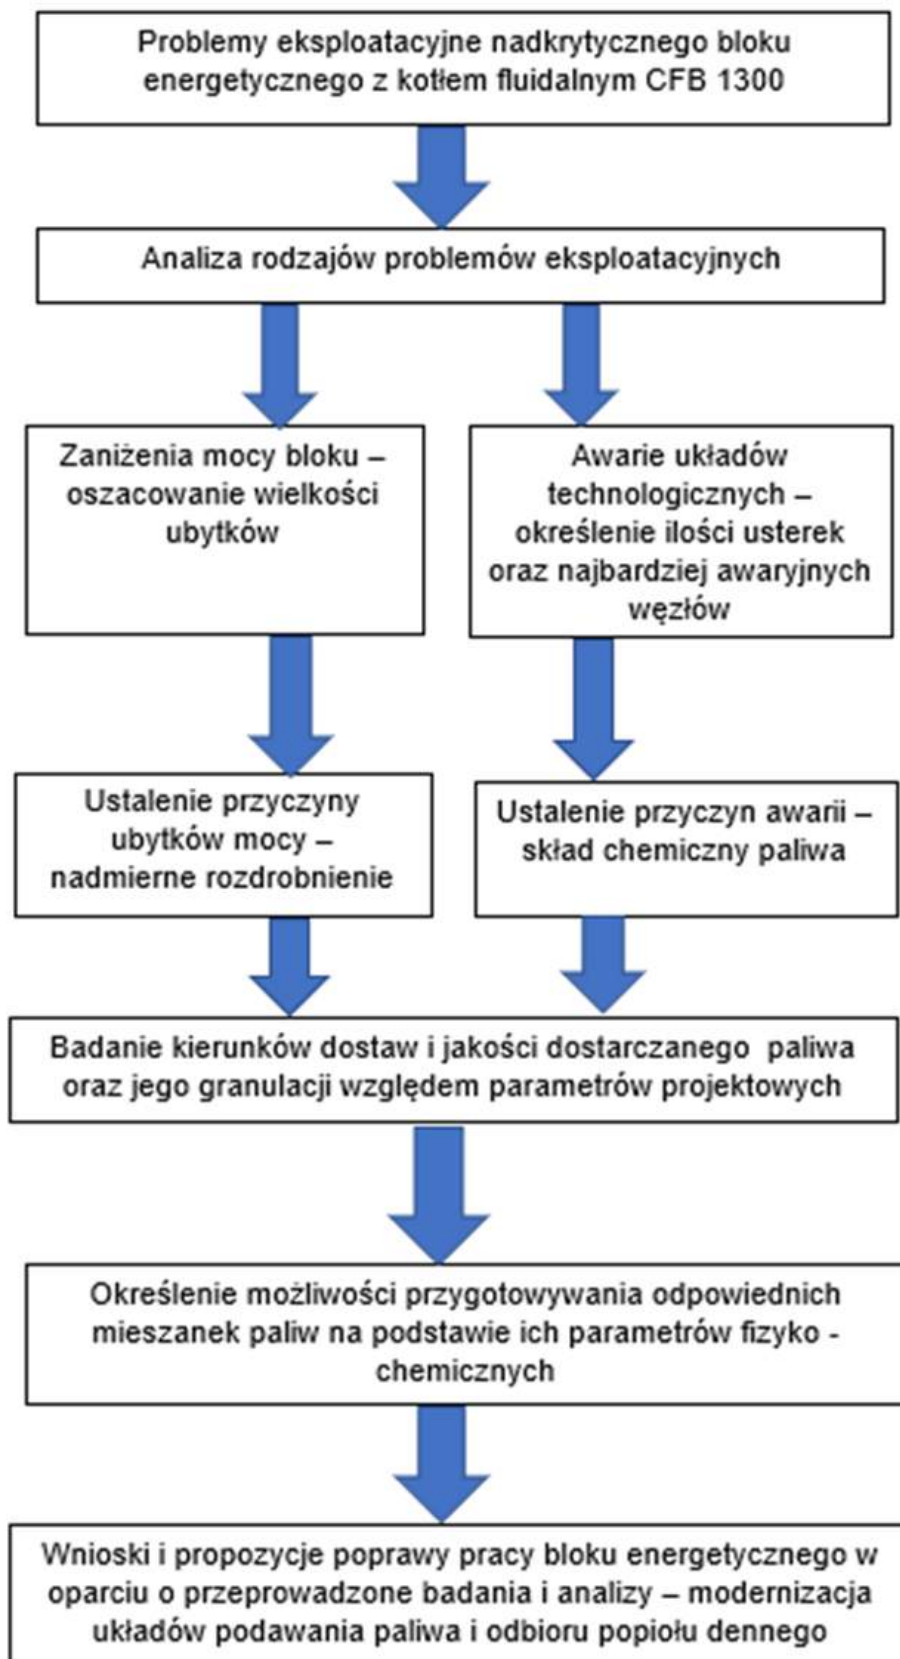 Problemy eksploatacyjne nadkrytycznego bloku
energetycznego z kotłem fluidalnym CFB 1300
Analiza rodzajów problemów eksploatacyjnych
Zaniżenia mocy bloku –
oszacowanie wielkości
ubytków
Awarie układów
technologicznych –
określenie ilości usterek
oraz najbardziej awaryjnych
węzłów
Ustalenie przyczyny
ubytków mocy –
nadmierne rozdrobnienie
Ustalenie przyczyn awarii –
skład chemiczny paliwa
Badanie kierunków dostaw i jakości dostarczanego  paliwa
oraz jego granulacji względem parametrów projektowych
Określenie możliwości przygotowywania odpowiednich
mieszanek paliw na podstawie ich parametrów fizyko -
chemicznych
Wnioski i propozycje poprawy pracy bloku energetycznego w
oparciu o przeprowadzone badania i analizy – modernizacja
układów podawania paliwa i odbioru popiołu dennego